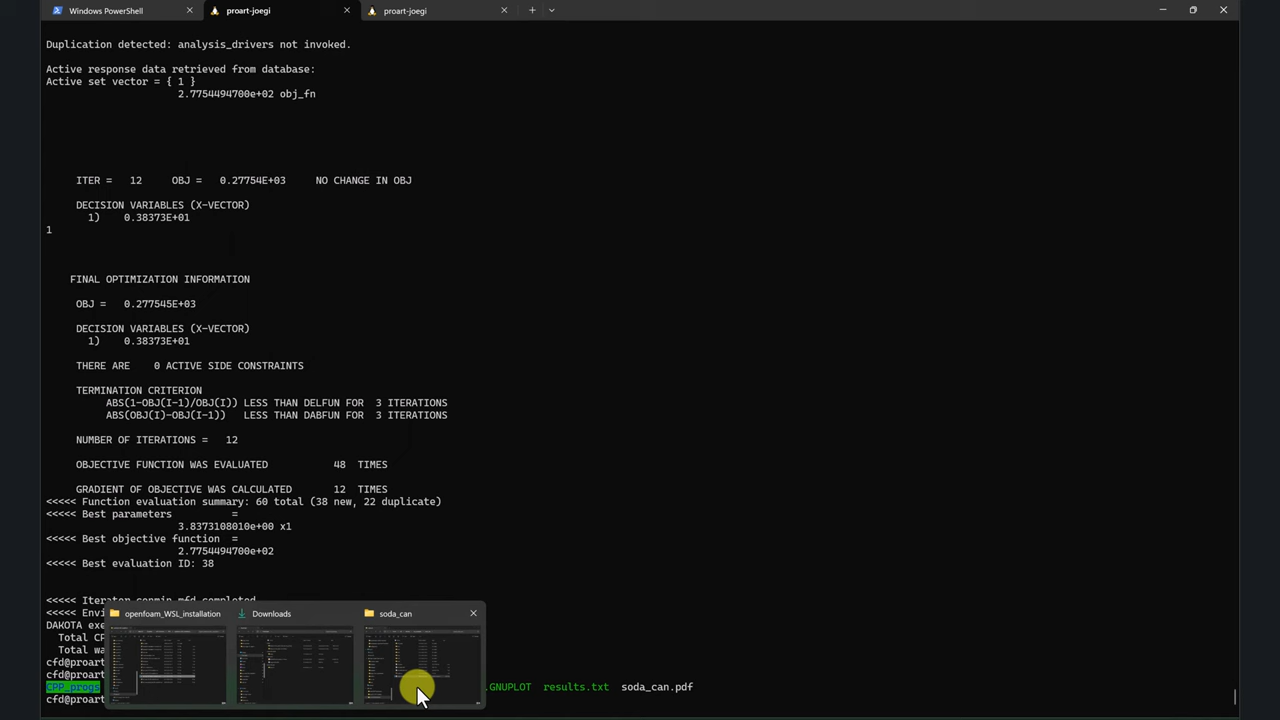 Windows PowerShell
proart-joegi
proart-joegi
Duplication detected: analysis_drivers not invoked.
Active response data retrieved from database:
Active set vector = { 1 }
2.7754494700e+02 obj_fn
ITER = 12 OBJ = 0.27754E+03 NO CHANGE IN OBJ
DECISION VARIABLES (X-VECTOR)
1) 0.38373E+01
1
FINAL OPTIMIZATION INFORMATION
OBJ = 0.277545E+03
DECISION VARIABLES (X-VECTOR)
1) 0.38373E+01
THERE ARE 0 ACTIVE SIDE CONSTRAINTS
TERMINATION CRITERION
ABS(1-OBJ(I-1)/OBJ(I)) LESS THAN DELFUN FOR 3 ITERATIONS
ABS(OBJ(I)-OBJ(I-1)) LESS THAN DABFUN FOR 3 ITERATIONS
NUMBER OF ITERATIONS = 12
OBJECTIVE FUNCTION WAS EVALUATED 48 TIMES
GRADIENT OF OBJECTIVE WAS CALCULATED 12 TIMES
<<<<< Function evaluation summary: 60 total (38 new, 22 duplicate)
<<<<< Best parameters =
3.8373108010e+00 x1
<<<<< Best objective function =
2.7754494700e+02
<<<<< Best evaluation ID: 38
<<<<< Iterator conmin_mfd completed.
<<<<< Envi
openfoam_WSL_installation
Downloads
soda_can
DAKOTA exe
Total CP
Total wa
cfd@proart
cfd@proart
CPP_progs .GNUPLOT results.txt soda_can.pdf
cfd@proart